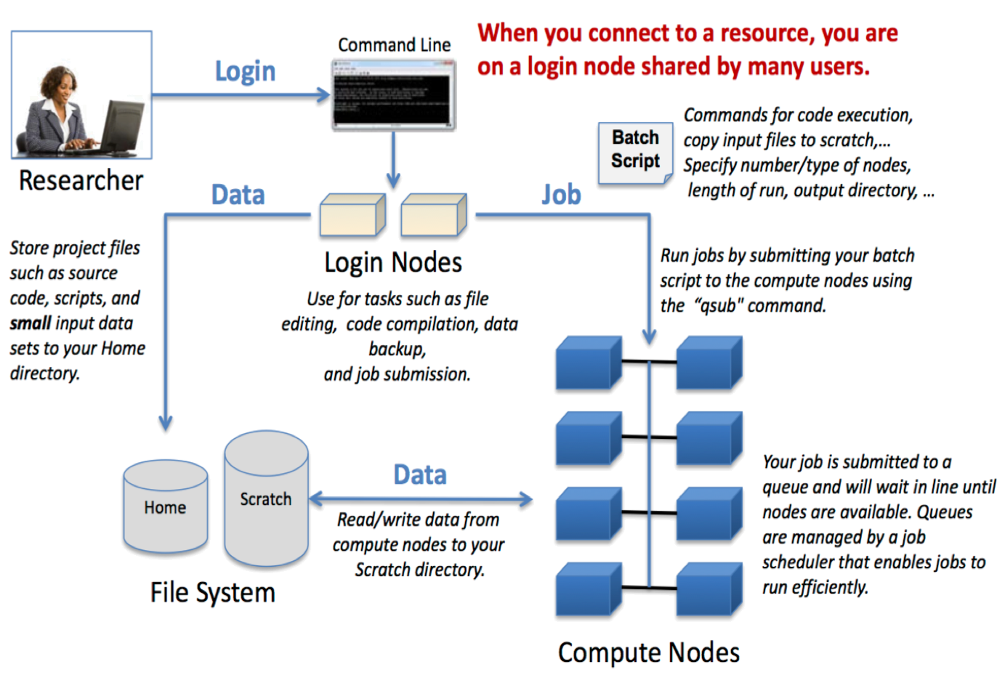 When you connect to a resource, you are
on a login node shared by many users.
Command Line
Login
Researcher
Batch
Script
Commands for code execution,
copy input files to scratch,...
Specify number/type of nodes,
length of run, output directory, ...
Data
Job
Login Nodes
Use for tasks such as file
editing, code compilation, data
backup,
and job submission.
Store project files
such as source
code, scripts, and
small input data
sets to your Home
directory.
Run jobs by submitting your batch
script to the compute nodes using
the “qsub" command.
Home
Scratch
File System
Data
Read/write data from
compute nodes to your
Scratch directory.
Your job is submitted to a
queue and will wait in line until
nodes are available. Queues
are managed by a job
scheduler that enables jobs to
run efficiently.
Compute Nodes